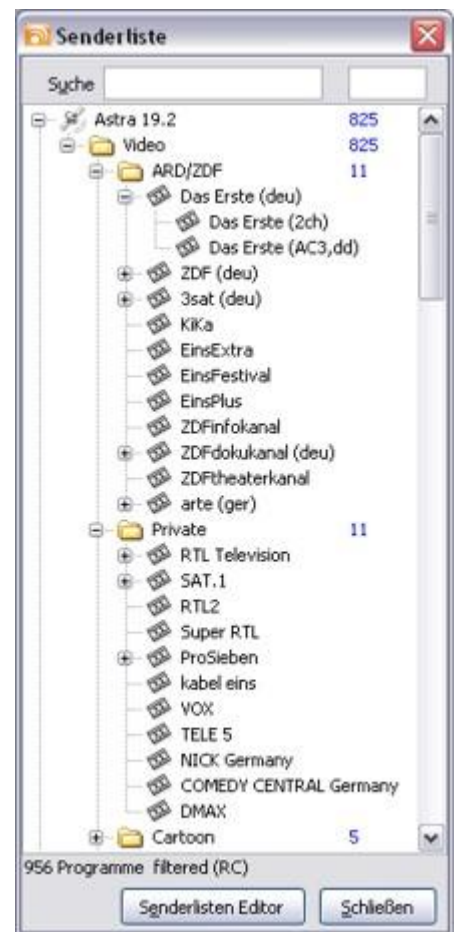 Senderliste
Suche
Astra 19.2 825
Video 825
ARD/ZDF 11
Das Erste (deu)
Das Erste (2ch)
Das Erste (AC3,dd)
ZDF (deu)
3sat (deu)
KiKa
EinsExtra
EinsFestival
EinsPlus
ZDFinfokanal
ZDFdokukanal (deu)
ZDFtheaterkanal
arte (ger)
Private 11
RTL Television
SAT.1
RTL2
Super RTL
ProSieben
kabel eins
VOX
TELE 5
NICK Germany
COMEDY CENTRAL Germany
DMAX
Cartoon 5
956 Programme filtered (RC)
Senderlisten Editor Schließen